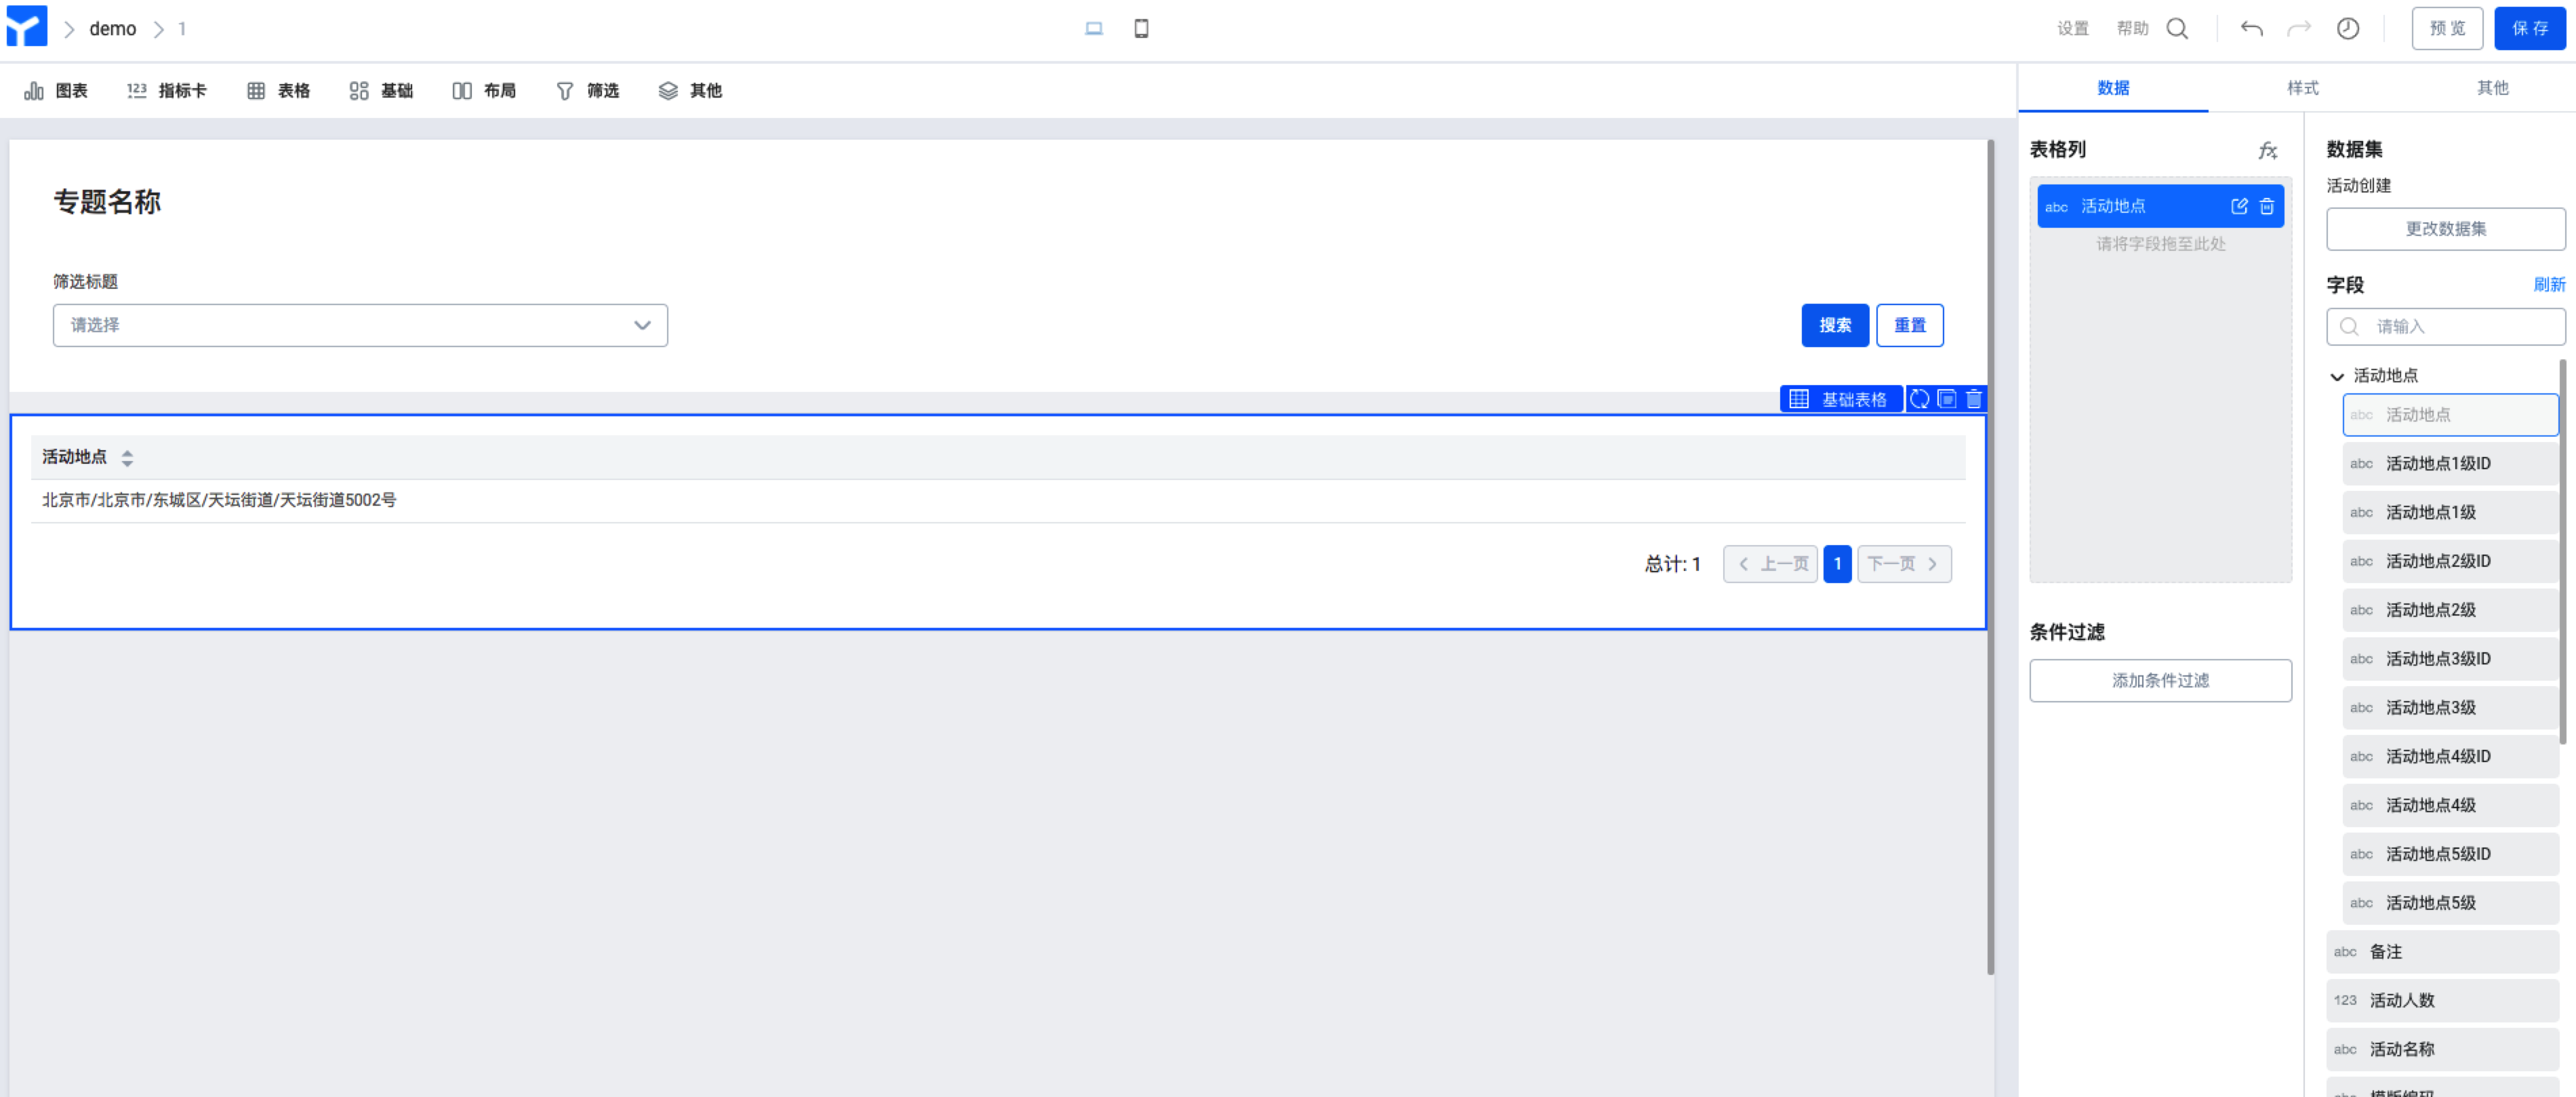 demo 1
设置 帮助 预览 保存
图表 指标卡 表格 基础 布局 筛选 其他
专题名称
筛选标题
请选择
搜索 重置
基础表格
活动地点
北京市/北京市/东城区/天坛街道/天坛街道5002号
总计: 1 上一页 1 下一页
数据 样式 其他
表格列
abc 活动地点
请将字段拖至此处
条件过滤
添加条件过滤
数据集
活动创建
更改数据集
字段 刷新
请输入
活动地点
abc 活动地点
abc 活动地点1级ID
abc 活动地点1级
abc 活动地点2级ID
abc 活动地点2级
abc 活动地点3级ID
abc 活动地点3级
abc 活动地点4级ID
abc 活动地点4级
abc 活动地点5级ID
abc 活动地点5级
abc 备注
123 活动人数
abc 活动名称